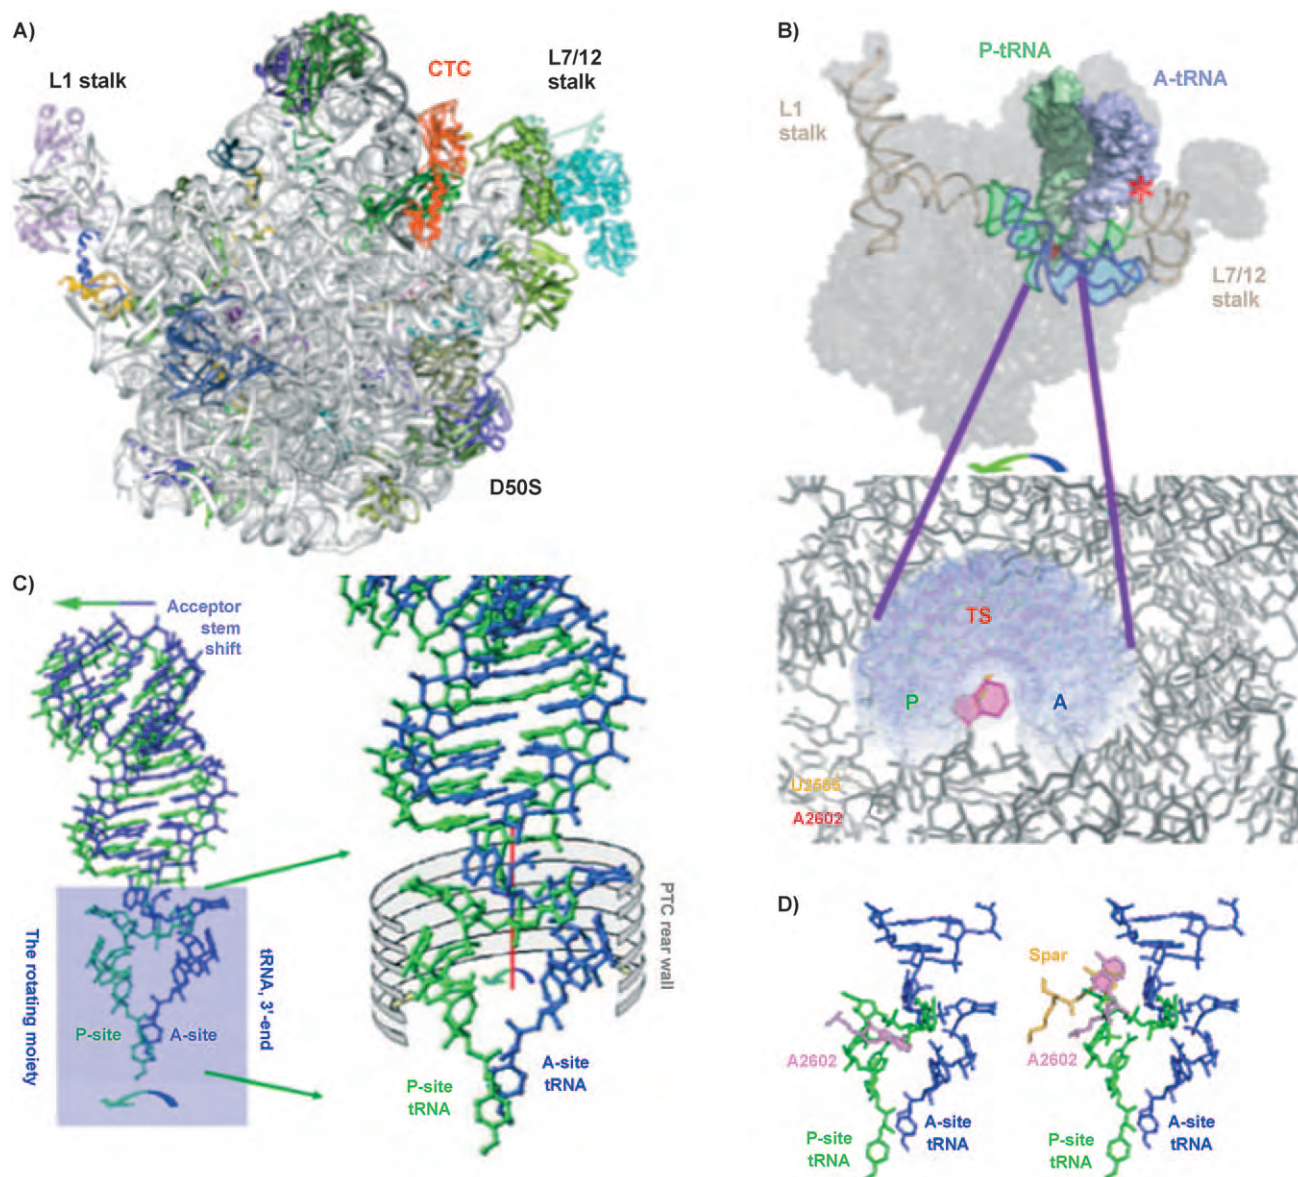 A)
L1 stalk
CTC
L7/12
stalk
D50S
B)
P-tRNA
A-tRNA
L1
stalk
*
L7/12
stalk
TS
P
A
U2585
A2602
C)
Acceptor
stem
shift
The rotating moiety
tRNA, 3'-end
P-site
A-site
PTC rear wall
A-site
tRNA
P-site
tRNA
D)
Spar
A2602
A2602
A-site
tRNA
P-site
tRNA
A-site
tRNA
P-site
tRNA